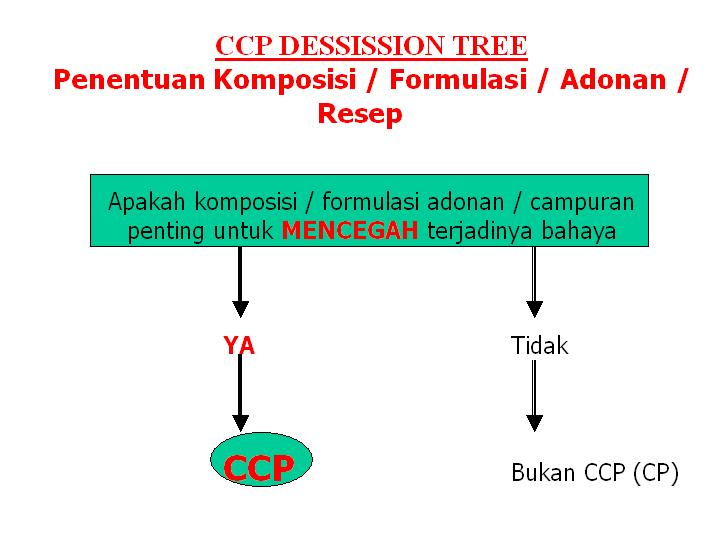 CCP DESSISSION TREE
Penentuan Komposisi / Formulasi / Adonan /
Resep
Apakah komposisi / formulasi adonan / campuran
penting untuk MENCEGAH terjadinya bahaya
YA
Tidak
CCP
Bukan CCP (CP)